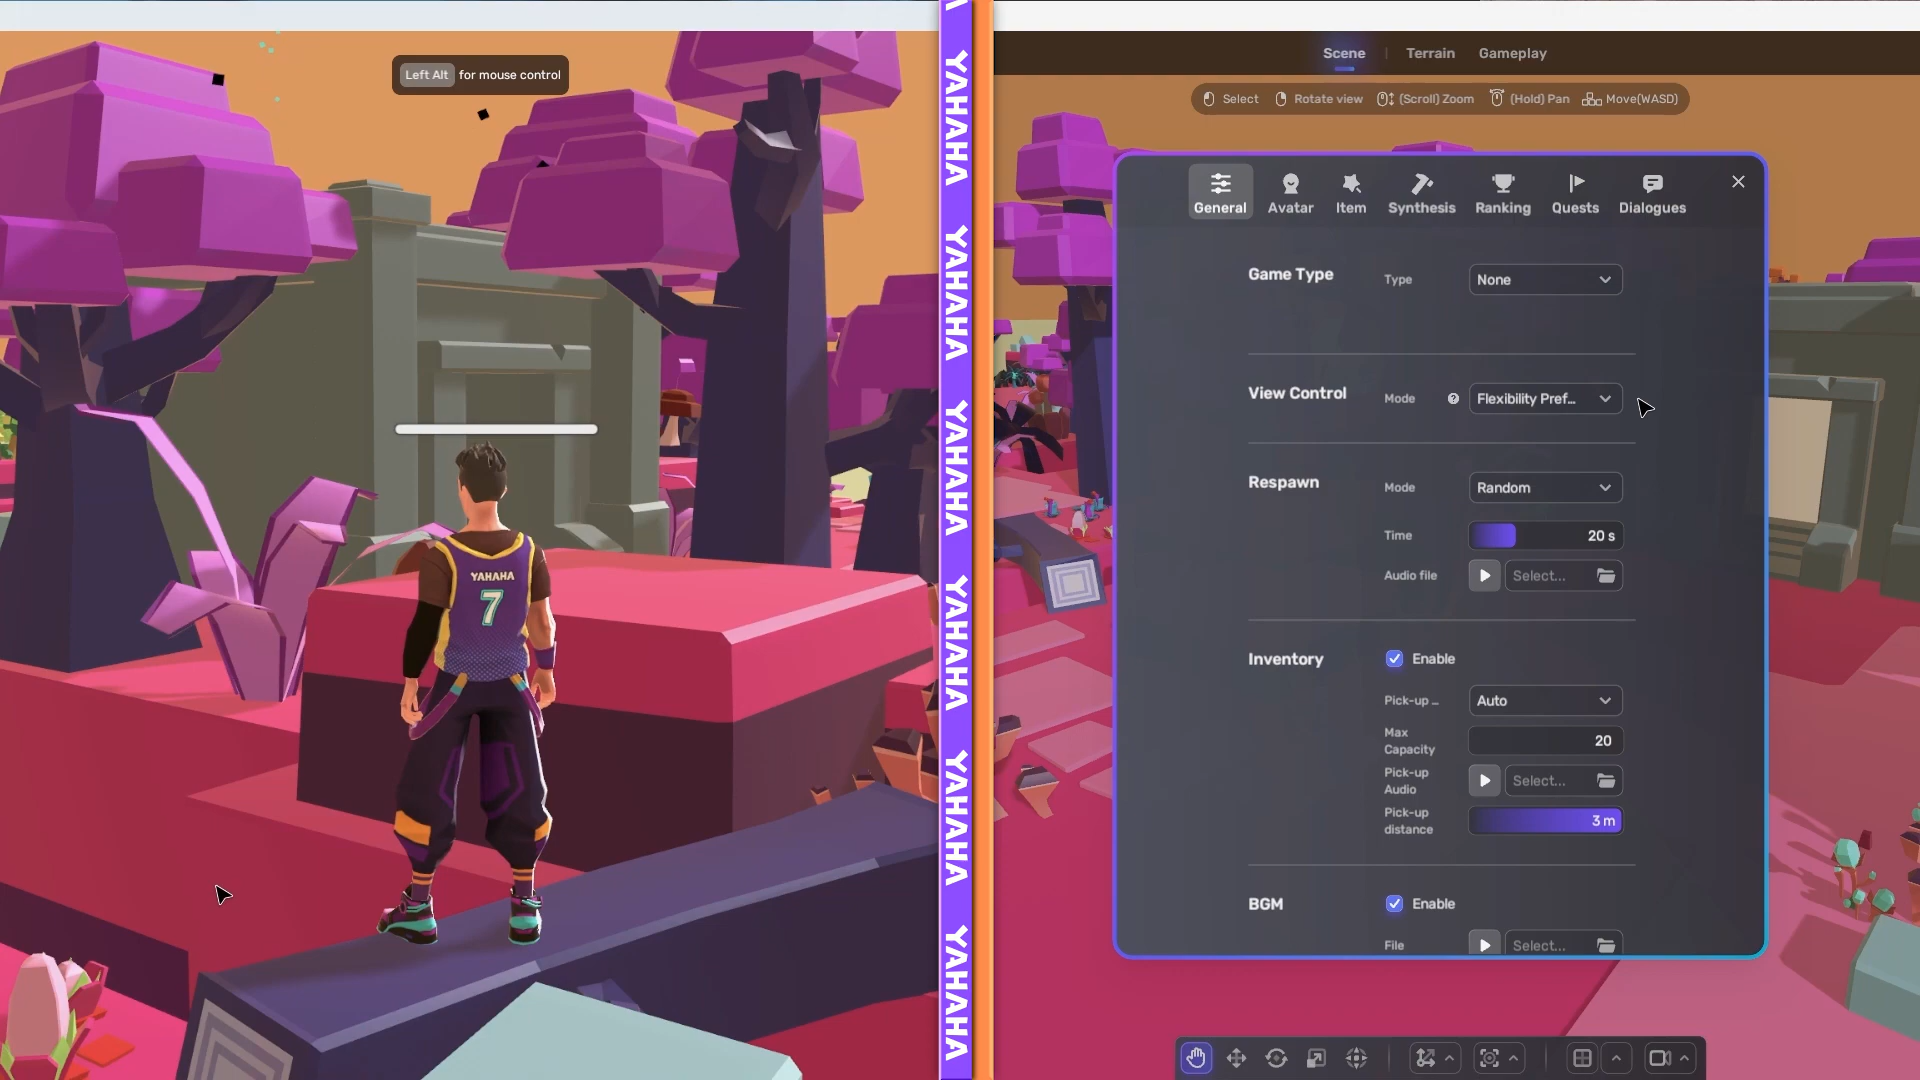 Left Alt for mouse control
YAHAHA
7
YAHAHA
YAHAHA
YAHAHA
YAHAHA
YAHAHA
YAHAHA
Scene
Terrain
Gameplay
Select
Rotate view
(Scroll) Zoom
(Hold) Pan
Move(WASD)
General
Avatar
Item
Synthesis
Ranking
Quests
Dialogues
Game Type
Type
None
View Control
Mode
Flexibility Pref...
Respawn
Mode
Random
Time
20 s
Audio file
Select...
Inventory
Enable
Pick-up ...
Auto
Max
Capacity
20
Pick-up
Audio
Select...
Pick-up
distance
3 m
BGM
Enable
File
Select...